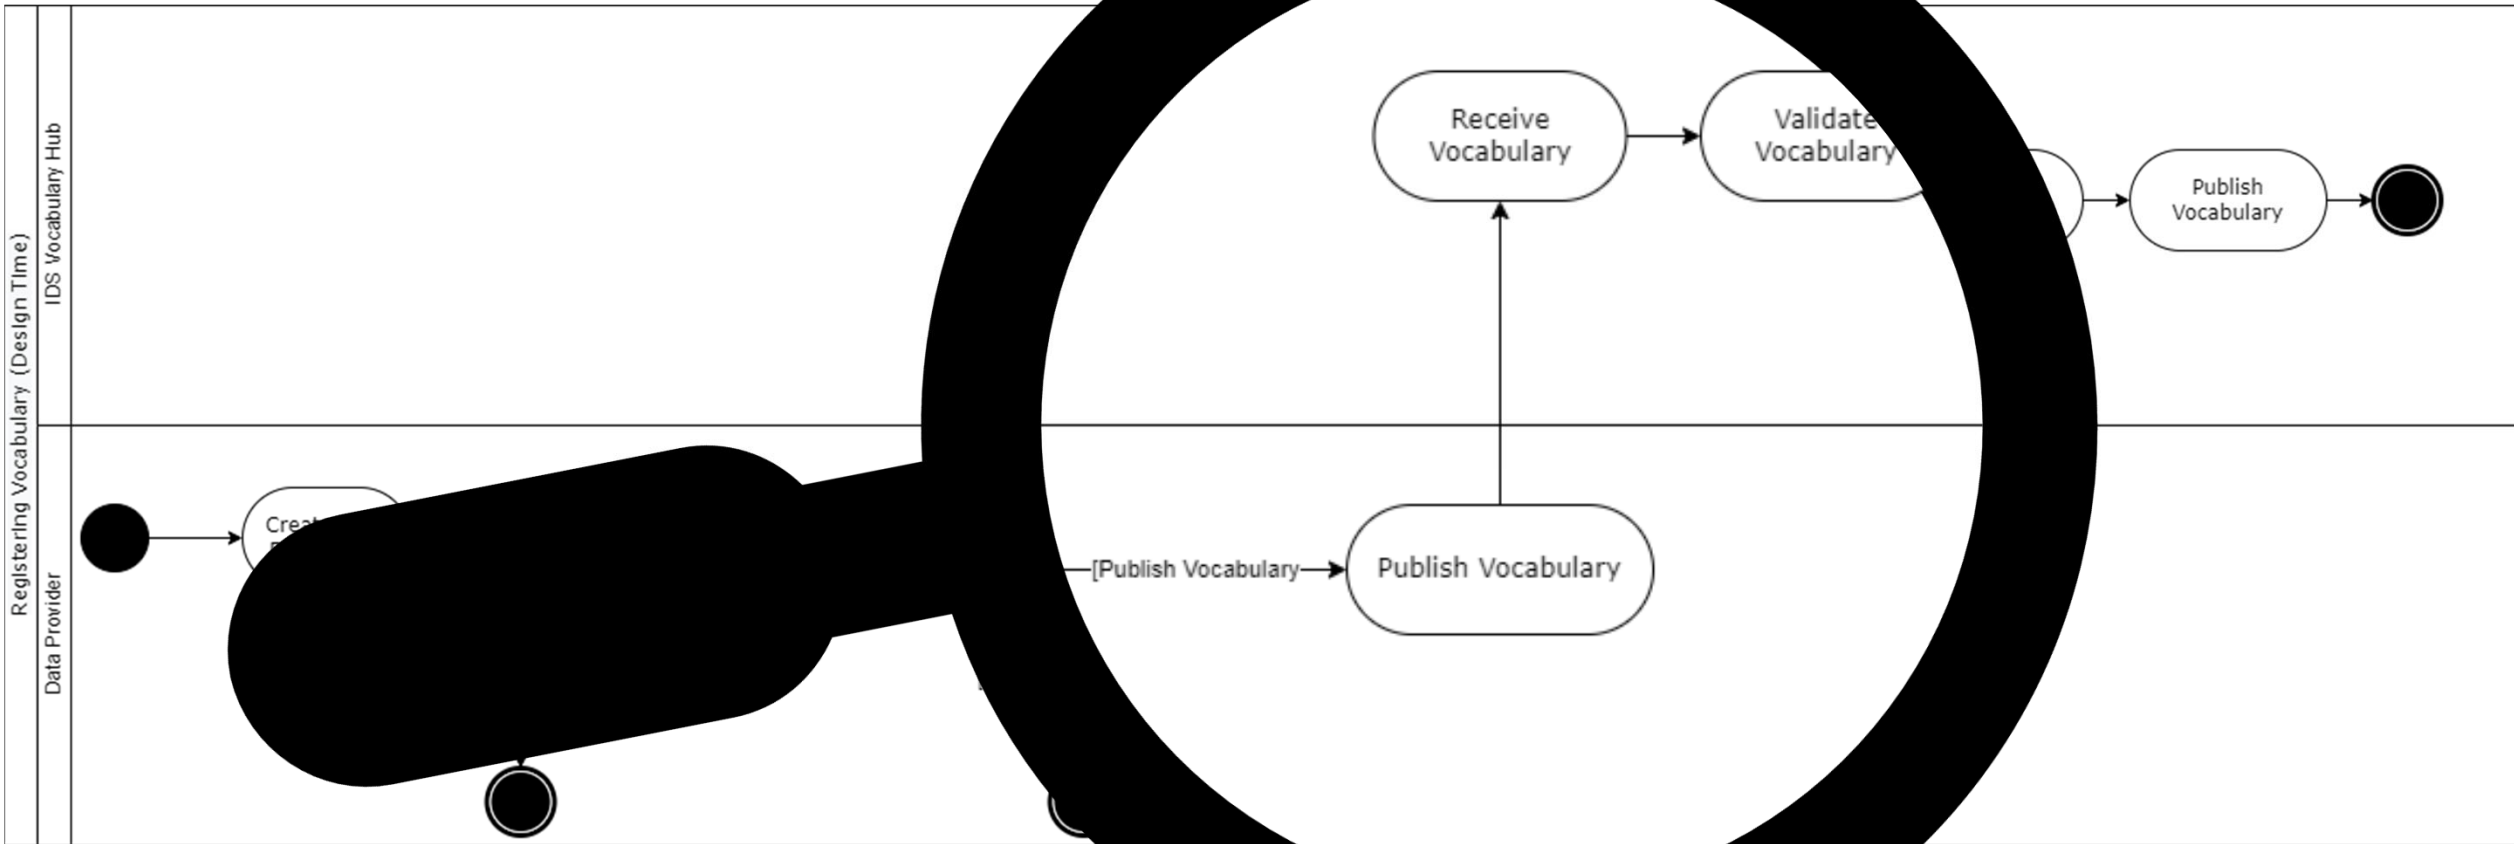 Registering Vocabulary (Design Time)
IDS Vocabulary Hub
Data Provider
Receive
Vocabulary
Validate
Vocabulary
Publish
Vocabulary
[Publish Vocabulary
Publish Vocabulary